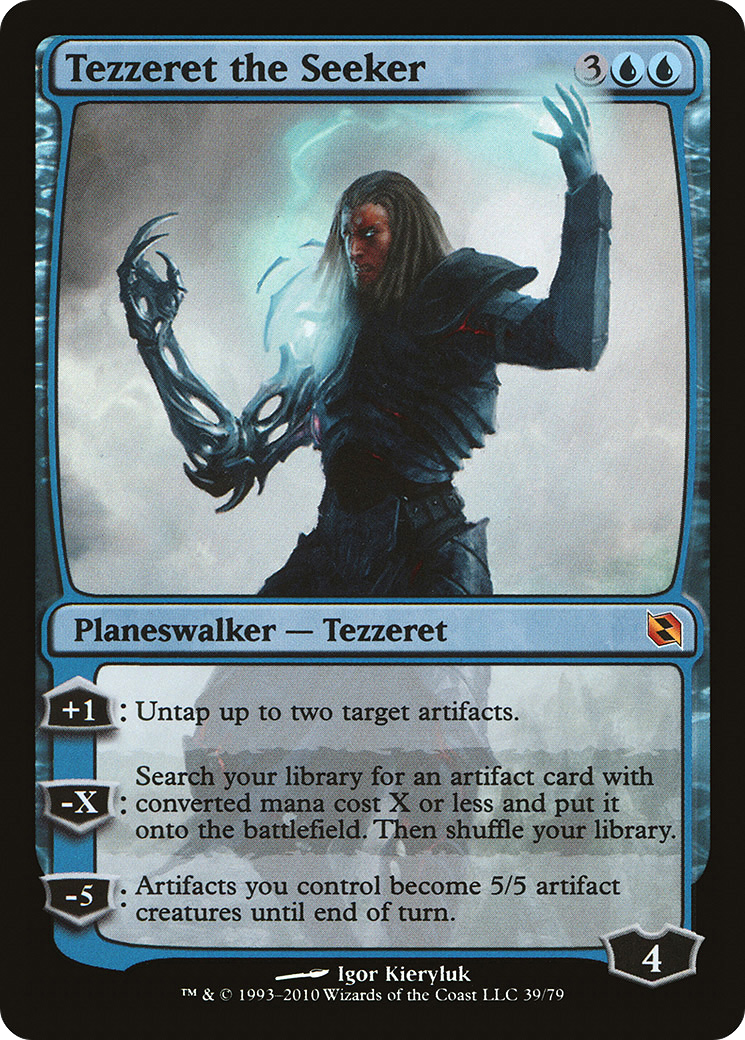 Tezzeret the Seeker 3
Planeswalker — Tezzeret
+1 : Untap up to two target artifacts.
Search your library for an artifact card with
-X : converted mana cost X or less and put it
onto the battlefield. Then shuffle your library.
-5 : Artifacts you control become 5/5 artifact
creatures until end of turn.
4
Igor Kieryluk
™ & © 1993–2010 Wizards of the Coast LLC 39/79